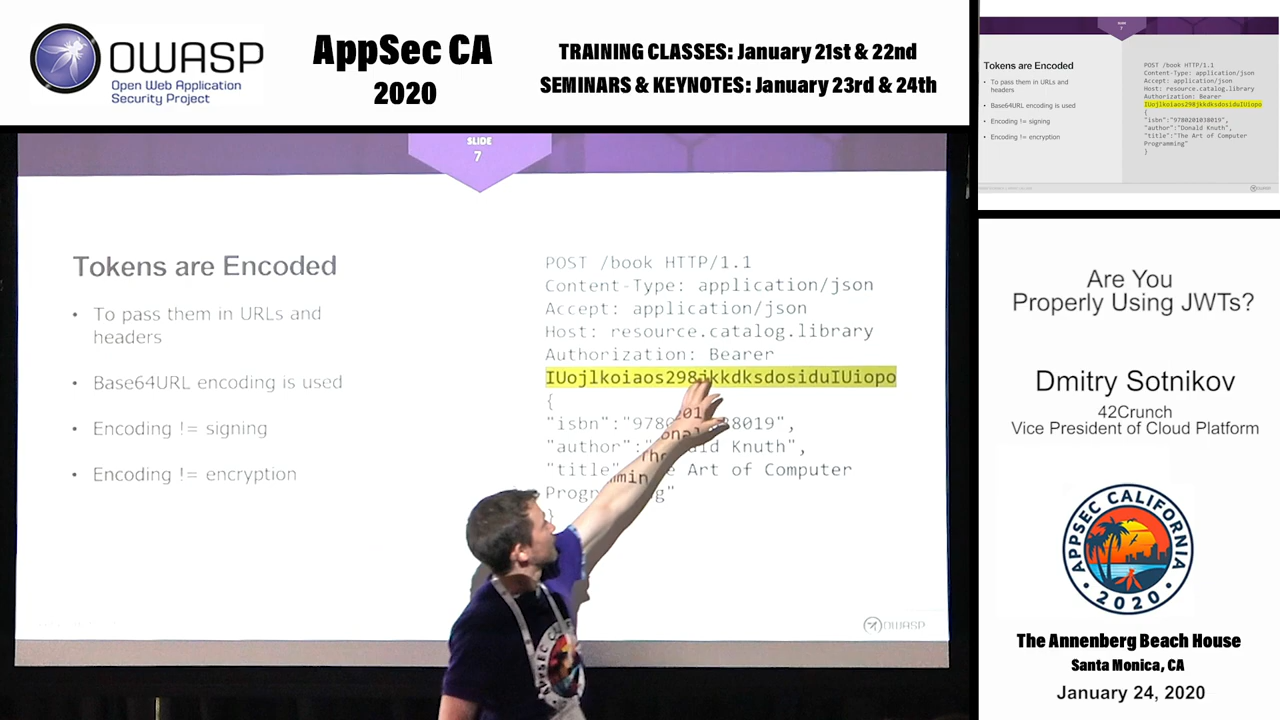 OWASP
Open Web Application
Security Project
AppSec CA
2020
TRAINING CLASSES: January 21st & 22nd
SEMINARS & KEYNOTES: January 23rd & 24th
SLIDE
7
Tokens are Encoded
• To pass them in URLs and
headers
• Base64URL encoding is used
• Encoding != signing
• Encoding != encryption
POST /book HTTP/1.1
Content-Type: application/json
Accept: application/json
Host: resource.catalog.library
Authorization: Bearer
IUojlkoiaos298jkkdksdosiduIUiopo
{
"isbn":"9780201038019",
"author":"Donald Knuth",
"title":"The Art of Computer
Programming"
}
OWASP
SLIDE
7
Tokens are Encoded
• To pass them in URLs and
headers
• Base64URL encoding is used
• Encoding != signing
• Encoding != encryption
POST /book HTTP/1.1
Content-Type: application/json
Accept: application/json
Host: resource.catalog.library
Authorization: Bearer
IUojlkoiaos298jkkdksdosiduIUiopo
{
"isbn":"9780201038019",
"author":"Donald Knuth",
"title":"The Art of Computer
Programming"
}
OWASP
Are You
Properly Using JWTs?
Dmitry Sotnikov
42Crunch
Vice President of Cloud Platform
APPSEC CALIFORNIA
• 2020 •
The Annenberg Beach House
Santa Monica, CA
January 24, 2020